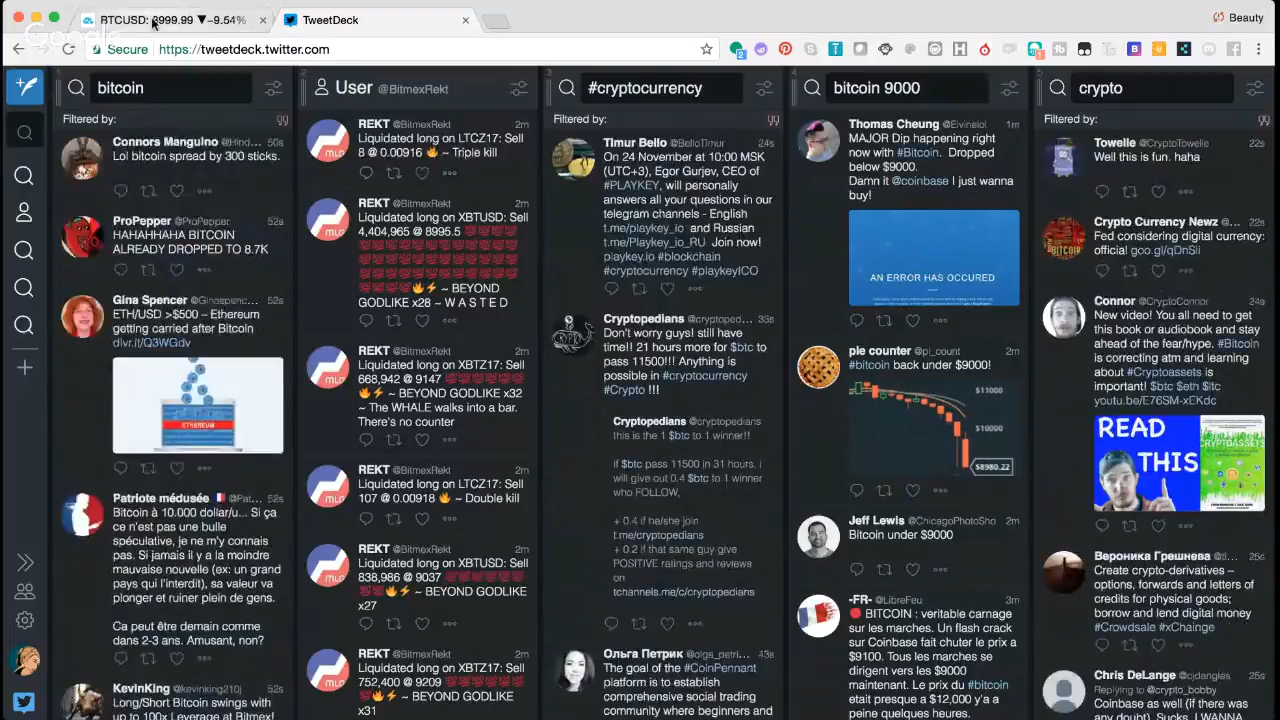 BTCUSD: 3999.99 ▼−9.54%
TweetDeck
Beauty
Google
Secure
https://tweetdeck.twitter.com
bitcoin
Filtered by:
Connors Manguino @Hind... 50s
Lol bitcoin spread by 300 sticks.
ProPepper @ProPepper 52s
HAHAHHAHA BITCOIN
ALREADY DROPPED TO 8.7K
Gina Spencer 52s
ETH/USD >$500 – Ethereum
getting carried after Bitcoin
dlvr.it/Q3WGdv
ETHEREUM
Patriote médusée @Pat... 52s
Bitcoin à 10.000 dollar/u... Si ça
ce n'est pas une bulle
spéculative, je ne m'y connais
pas. Si jamais il y a la moindre
mauvaise nouvelle (ex: un grand
pays qui l'interdit), sa valeur va
plonger et ruiner plein de gens.
Ca peut être demain comme
dans 2-3 ans. Amusant, non?
KevinKing @kevinking210j 52s
Long/Short Bitcoin swings with
up to 100x Leverage at Bitmex!
User @BitmexRekt
REKT @BitmexRekt 2m
Liquidated long on LTCZ17: Sell
8 @ 0.00916 🔥 ~ Triple kill
REKT @BitmexRekt 2m
Liquidated long on XBTUSD: Sell
4,404,965 @ 8995.5 💯💯💯💯
💯💯💯💯💯💯💯💯💯💯💯💯
💯💯💯💯💯💯💯💯💯💯💯💯
💯💯💯💯💯💯💯💯💯💯💯💯
💯💯💯💯🔥⚡ ~ BEYOND
GODLIKE x28 ~ W A S T E D
REKT @BitmexRekt 2m
Liquidated long on XBTZ17: Sell
668,942 @ 9147 💯💯💯💯💯💯
🔥⚡ ~ BEYOND GODLIKE x32
~ The WHALE walks into a bar.
There's no counter
REKT @BitmexRekt 2m
Liquidated long on LTCZ17: Sell
107 @ 0.00918 🔥 ~ Double kill
REKT @BitmexRekt 2m
Liquidated long on XBTUSD: Sell
838,986 @ 9037 💯💯💯💯💯💯
💯💯🔥⚡ ~ BEYOND GODLIKE
x27
REKT @BitmexRekt 2m
Liquidated long on XBTZ17: Sell
752,400 @ 9209 💯💯💯💯💯💯
💯🔥⚡ ~ BEYOND GODLIKE
x31
#cryptocurrency
Filtered by:
Timur Bello @BelloTimur 24s
On 24 November at 10:00 MSK
(UTC+3), Egor Gurjev, CEO of
#PLAYKEY, will personally
answers all your questions in our
telegram channels - English
t.me/playkey_io and Russian
t.me/Playkey_io_RU Join now!
playkey.io #blockchain
#cryptocurrency #playkeyICO
Cryptopedians @cryptoped... 33s
Don't worry guys! still have
time!! 21 hours more for $btc to
pass 11500!!! Anything is
possible in #cryptocurrency
#Crypto !!!
Cryptopedians @cryptopedians
this is the 1 $btc to 1 winner!!
if $btc pass 11500 in 31 hours, i
will give out 0.4 $btc to 1 winner
who FOLLOW,
+ 0.4 if he/she join
t.me/cryptopedians
+ 0.2 if that same guy give
POSITIVE ratings and reviews
on
tchannels.me/c/cryptopedians
Ольга Петрик @olga_petri... 43s
The goal of the #CoinPennant
platform is to establish
comprehensive social trading
community where beginners and
bitcoin 9000
Thomas Cheung @Elvinelol 1m
MAJOR Dip happening right
now with #Bitcoin. Dropped
below $9000.
Damn it @coinbase I just wanna
buy!
AN ERROR HAS OCCURED
pie counter @pi_count 2m
#bitcoin back under $9000!
$11000
$10000
$8980.22
Jeff Lewis @ChicagoPhotoSho 2m
Bitcoin under $9000
-FR- @LibreFeu 3m
🔴 BITCOIN : veritable carnage
sur les marches. Un flash crack
sur Coinbase fait chuter le prix a
$9100. Tous les marches se
dirigent vers les $9000
maintenant. Le prix du #bitcoin
etait presque a $12,000 y'a a
peine quelques heures.
crypto
Filtered by:
Towelle @CryptoTowelle 22s
Well this is fun. haha
Crypto Currency Newz @... 22s
Fed considering digital currency:
official goo.gl/qDnSii
Connor @CryptoConnor 24s
New video! You all need to get
this book or audiobook and stay
ahead of the fear/hype. #Bitcoin
is correcting atm and learning
about #Cryptoassets is
important! $btc $eth $ltc
youtu.be/E76SM-xEKdc
READ
THIS
CRYPTOASSETS
Вероника Грешнева @ti... 25s
Create crypto-derivatives –
options, forwards and letters of
credits for physical goods;
borrow and lend digital money
#Crowdsale #xChainge
Chris DeLange @cjdangles 25s
Replying to @crypto_bobby
Coinbase as well (if there was
any doubt). Sucks, I WANNA